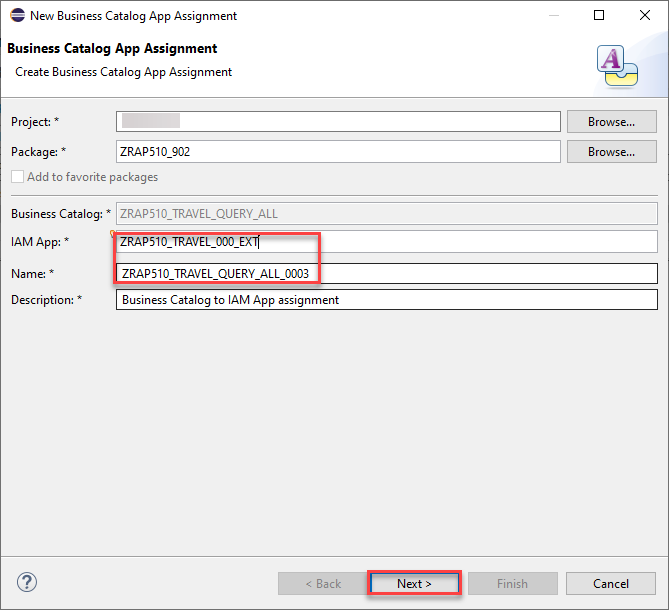 New Business Catalog App Assignment
Business Catalog App Assignment
Create Business Catalog App Assignment
Project: *
Browse...
Package: * ZRAP510_902
Browse...
Add to favorite packages
Business Catalog: * ZRAP510_TRAVEL_QUERY_ALL
IAM App: * ZRAP510_TRAVEL_000_EXT
Name: * ZRAP510_TRAVEL_QUERY_ALL_0003
Description: * Business Catalog to IAM App assignment
? < Back Next > Finish Cancel